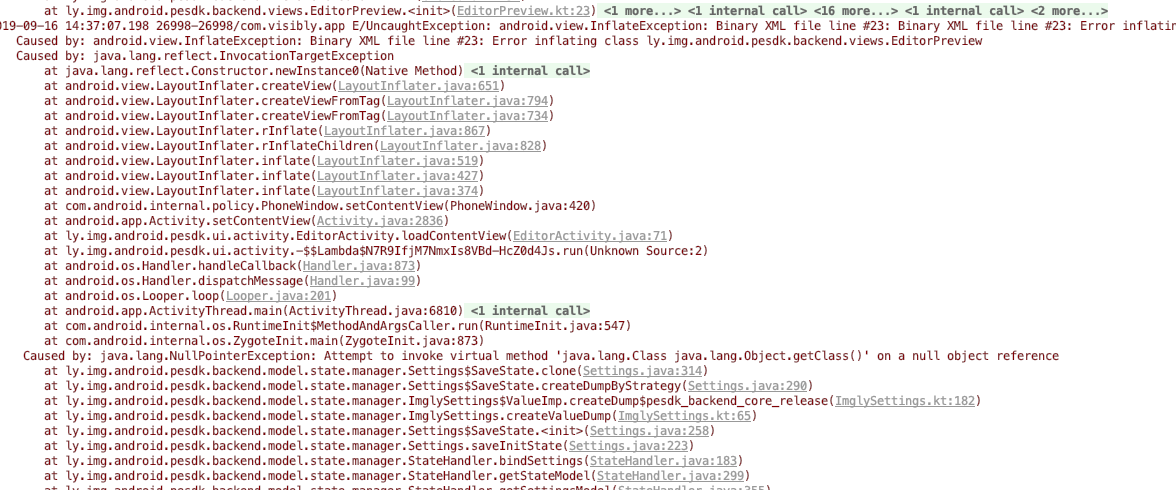 at ly.img.android.pesdk.backend.views.EditorPreview.<init>(EditorPreview.kt:23) <1 more...> <1 internal call> <16 more...> <1 internal call> <2 more...>
019-09-16 14:37:07.198 26998-26998/com.visibly.app E/UncaughtException: android.view.InflateException: Binary XML file line #23: Binary XML file line #23: Error inflatin
Caused by: android.view.InflateException: Binary XML file line #23: Error inflating class ly.img.android.pesdk.backend.views.EditorPreview
Caused by: java.lang.reflect.InvocationTargetException
at java.lang.reflect.Constructor.newInstance0(Native Method) <1 internal call>
at android.view.LayoutInflater.createView(LayoutInflater.java:651)
at android.view.LayoutInflater.createViewFromTag(LayoutInflater.java:794)
at android.view.LayoutInflater.createViewFromTag(LayoutInflater.java:734)
at android.view.LayoutInflater.rInflate(LayoutInflater.java:867)
at android.view.LayoutInflater.rInflateChildren(LayoutInflater.java:828)
at android.view.LayoutInflater.inflate(LayoutInflater.java:519)
at android.view.LayoutInflater.inflate(LayoutInflater.java:427)
at android.view.LayoutInflater.inflate(LayoutInflater.java:374)
at com.android.internal.policy.PhoneWindow.setContentView(PhoneWindow.java:420)
at android.app.Activity.setContentView(Activity.java:2836)
at ly.img.android.pesdk.ui.activity.EditorActivity.loadContentView(EditorActivity.java:71)
at ly.img.android.pesdk.ui.activity.-$$Lambda$N7R9IfjM7NmxIs8VBd-HcZ0d4Js.run(Unknown Source:2)
at android.os.Handler.handleCallback(Handler.java:873)
at android.os.Handler.dispatchMessage(Handler.java:99)
at android.os.Looper.loop(Looper.java:201)
at android.app.ActivityThread.main(ActivityThread.java:6810) <1 internal call>
at com.android.internal.os.RuntimeInit$MethodAndArgsCaller.run(RuntimeInit.java:547)
at com.android.internal.os.ZygoteInit.main(ZygoteInit.java:873)
Caused by: java.lang.NullPointerException: Attempt to invoke virtual method 'java.lang.Class java.lang.Object.getClass()' on a null object reference
at ly.img.android.pesdk.backend.model.state.manager.Settings$SaveState.clone(Settings.java:314)
at ly.img.android.pesdk.backend.model.state.manager.Settings$SaveState.createDumpByStrategy(Settings.java:290)
at ly.img.android.pesdk.backend.model.state.manager.ImglySettings$ValueImp.createDump$pesdk_backend_core_release(ImglySettings.kt:182)
at ly.img.android.pesdk.backend.model.state.manager.ImglySettings.createValueDump(ImglySettings.kt:65)
at ly.img.android.pesdk.backend.model.state.manager.Settings$SaveState.<init>(Settings.java:258)
at ly.img.android.pesdk.backend.model.state.manager.Settings.saveInitState(Settings.java:223)
at ly.img.android.pesdk.backend.model.state.manager.StateHandler.bindSettings(StateHandler.java:183)
at ly.img.android.pesdk.backend.model.state.manager.StateHandler.getStateModel(StateHandler.java:299)
at ly.img.android.pesdk.backend.model.state.manager.StateHandler.getSettingsModel(StateHandler.java:355)